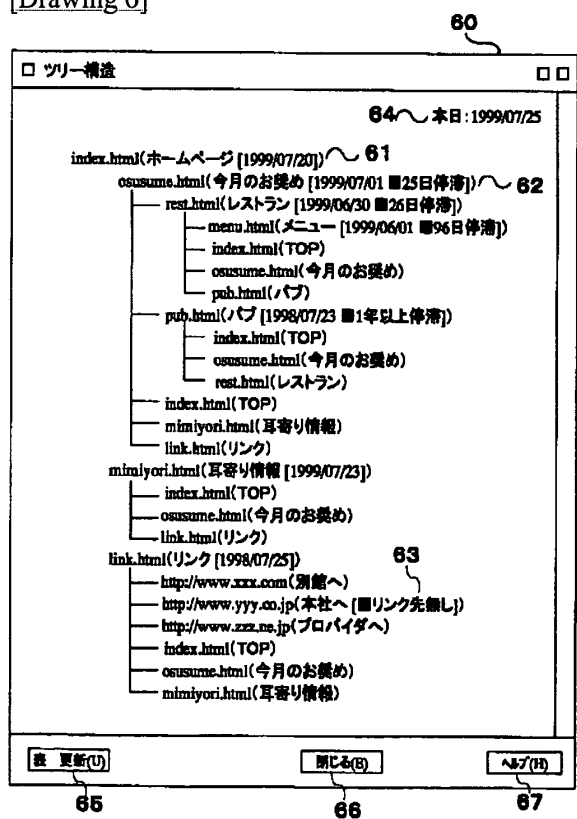 [Drawing 6]
60
ツリー構造
64 本日:1999/07/25
index.html(ホームページ [1999/07/20]) 61
osusume.html(今月のお奨め [1999/07/01 ■25日停滞]) 62
rest.html(レストラン [1999/06/30 ■26日停滞])
menu.html(メニュー [1999/06/01 ■96日停滞])
index.html(TOP)
osusume.html(今月のお奨め)
pub.html(パブ)
pub.html(パブ [1998/07/23 ■1年以上停滞])
index.html(TOP)
osusume.html(今月のお奨め)
rest.html(レストラン)
index.html(TOP)
mimiyori.html(耳寄り情報)
link.html(リンク)
mimiyori.html(耳寄り情報 [1999/07/23])
index.html(TOP)
osusume.html(今月のお奨め)
link.html(リンク)
link.html(リンク [1998/07/25])
63
http://www.xxx.com(別館へ)
http://www.yyy.co.jp(本社へ [■リンク先無し])
http://www.zzz.ne.jp(プロバイダへ)
index.html(TOP)
osusume.html(今月のお奨め)
mimiyori.html(耳寄り情報)
表 更新(U) 閉じる(B) ヘルプ(H)
65 66 67